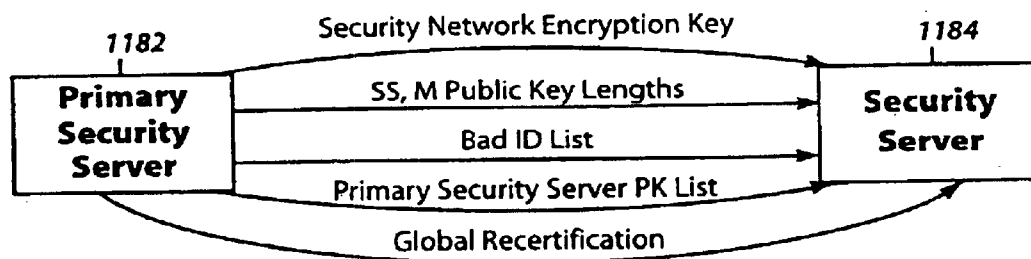 Security Network Encryption Key
1182
1184
Primary
Security
Server
SS, M Public Key Lengths
Bad ID List
Primary Security Server PK List
Global Recertification
Security
Server